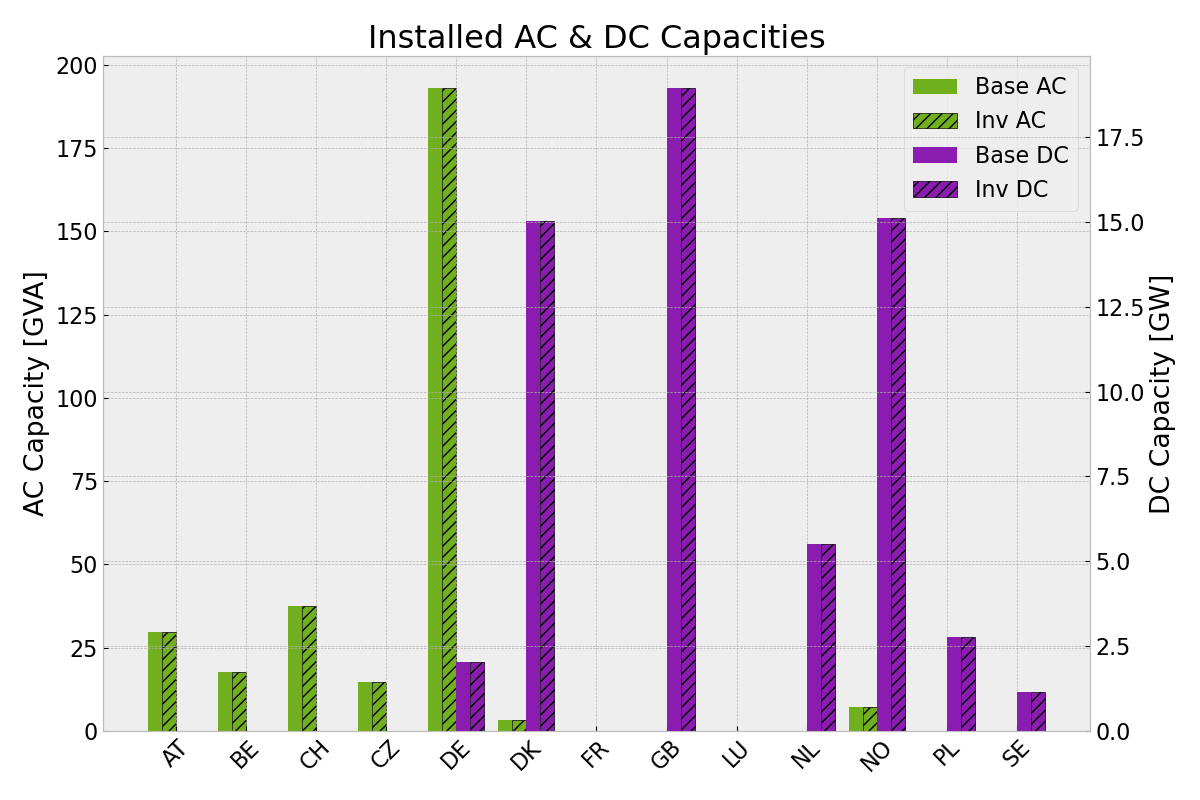 Installed AC & DC Capacities
AC Capacity [GVA]
200
175
150
125
100
75
50
25
0
Base AC
Inv AC
Base DC
Inv DC
17.5
15.0
12.5
10.0
7.5
5.0
2.5
0.0
DC Capacity [GW]
AT
BE
CH
CZ
DE
DK
FR
GB
LU
NL
NO
PL
SE